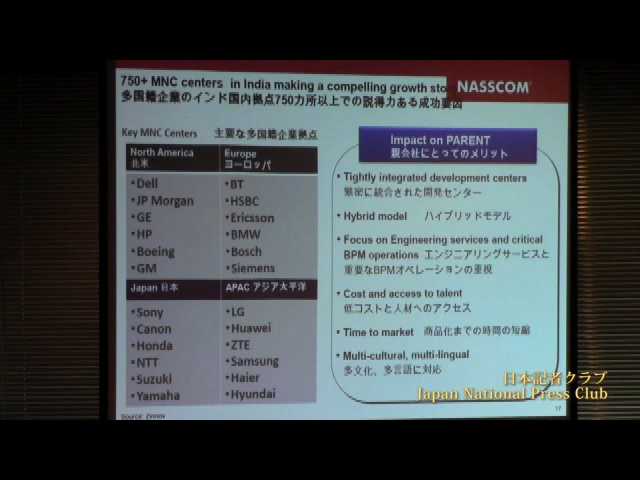 750+ MNC centers in India making a compelling growth sto
NASSCOM
多国籍企業のインド国内拠点750カ所以上での説得力ある成功要因
Key MNC Centers 主要な多国籍企業拠点
North America
北米
•Dell
•JP Morgan
•GE
•HP
•Boeing
•GM
Europe
ヨーロッパ
•BT
•HSBC
•Ericsson
•BMW
•Bosch
•Siemens
Japan 日本
•Sony
•Canon
•Honda
•NTT
•Suzuki
•Yamaha
APAC アジア太平洋
•LG
•Huawei
•ZTE
•Samsung
•Haier
•Hyundai
Source: Zinnov
Impact on PARENT
親会社にとってのメリット
• Tightly integrated development centers
緊密に統合された開発センター
• Hybrid model ハイブリッドモデル
• Focus on Engineering services and critical
BPM operations エンジニアリングサービスと
重要なBPMオペレーションの重視
• Cost and access to talent
低コストと人材へのアクセス
• Time to market 商品化までの時間の短縮
• Multi-cultural, multi-lingual
多文化、多言語に対応
17
日本記者クラブ
Japan National Press Club